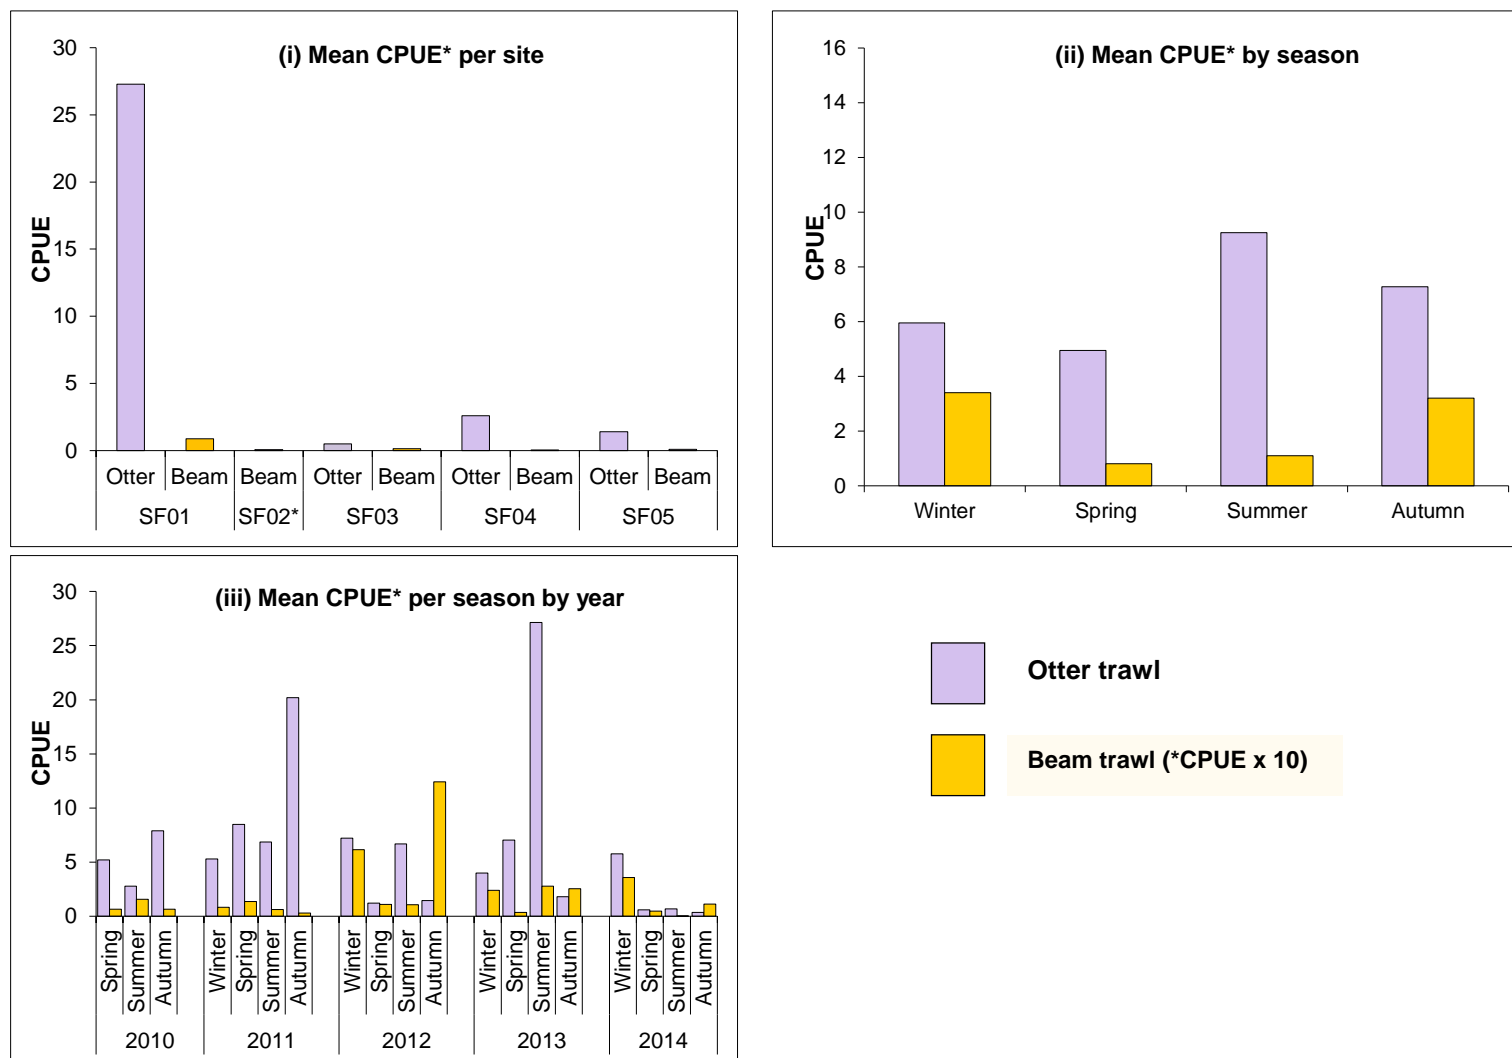 (i) Mean CPUE* per site
30
25
20
15
10
5
0
CPUE
Otter Beam Beam Otter Beam Otter Beam Otter Beam
SF01 SF02* SF03 SF04 SF05
(ii) Mean CPUE* by season
16
14
12
10
8
6
4
2
0
CPUE
Winter Spring Summer Autumn
(iii) Mean CPUE* per season by year
30
25
20
15
10
5
0
CPUE
Spring Summer Autumn Winter Spring Summer Autumn Winter Spring Summer Autumn Winter Spring Summer Autumn Winter Spring Summer Autumn
2010 2011 2012 2013 2014
Otter trawl
Beam trawl (*CPUE x 10)